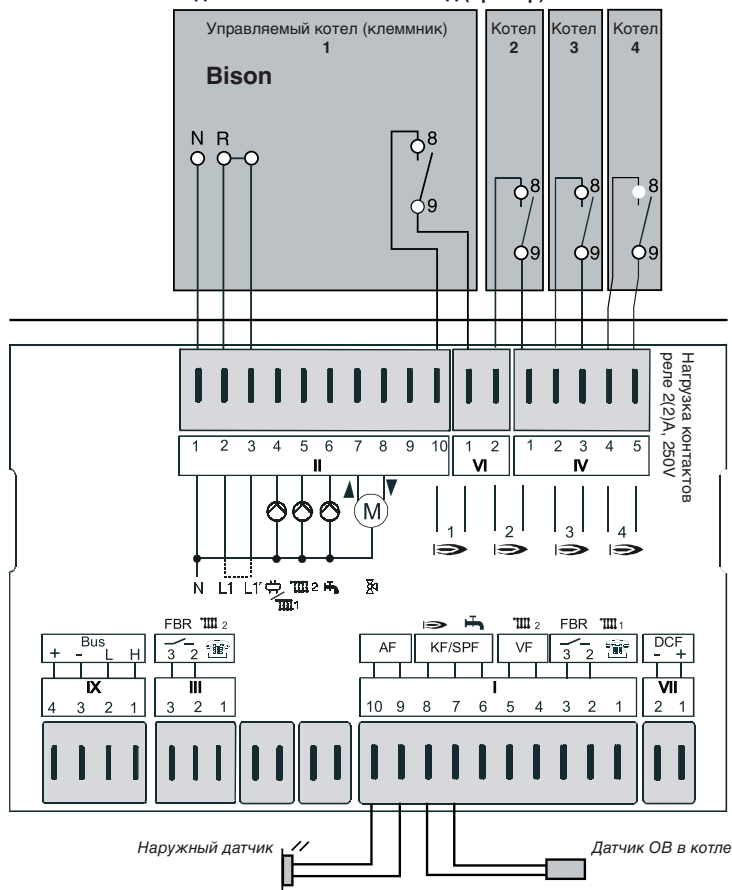 Управляемый котел (клеммник)
1
Bison
Котел
2
Котел
3
Котел
4
N R
8
9
8
9
8
9
8
9
Нагрузка контактов
реле 2(2)А, 250V
1 2 3 4 5 6 7 8 9 10
II
1 2
VI
1 2 3 4 5
IV
M
1
2
3
4
N L1 L1' 2
1
FBR 2
Bus
+ - L H
3 2
IX
4 3 2 1
III
3 2 1
2 FBR 1
AF KF/SPF VF 3 2
DCF
- +
I
10 9 8 7 6 5 4 3 2 1
VII
2 1
Наружный датчик
Датчик ОВ в котле